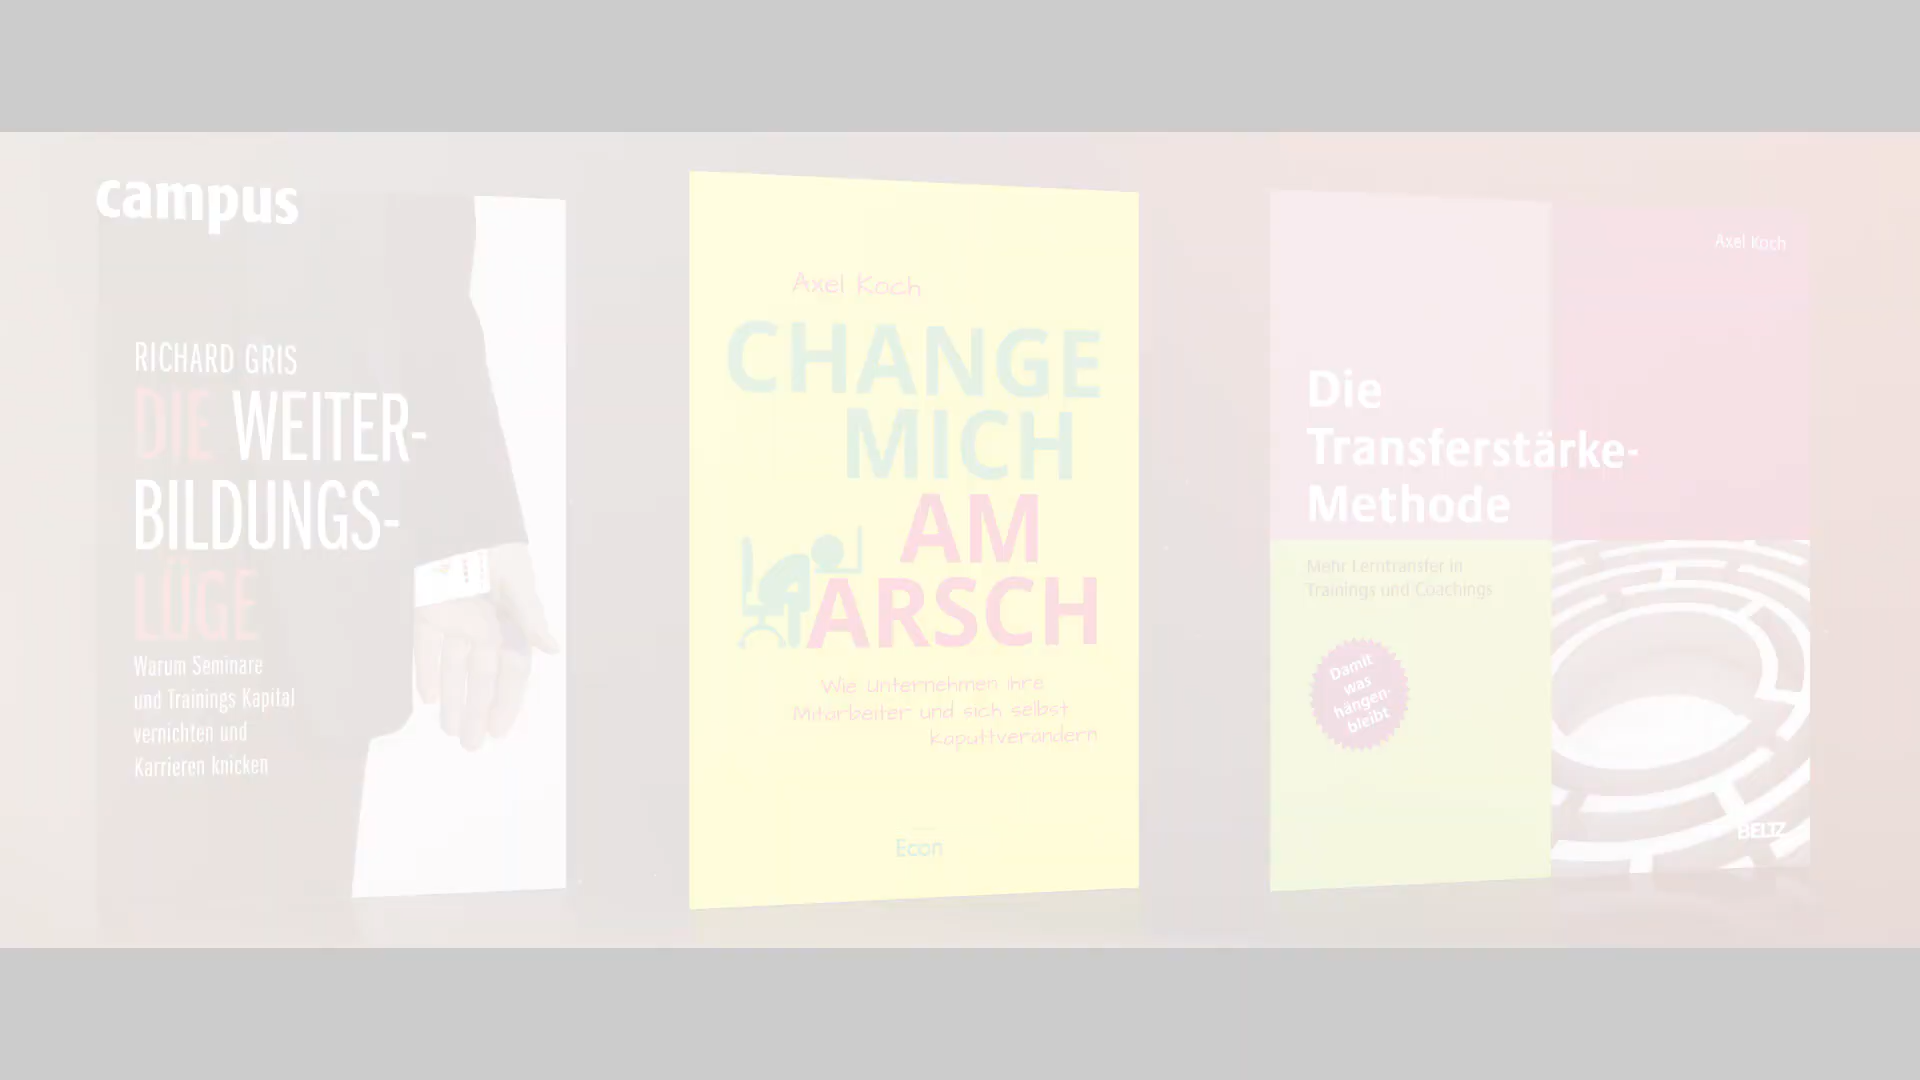 campus
RICHARD GRIS
DIE WEITER-
BILDUNGS-
LÜGE
Warum Seminare
und Trainings Kapital
vernichten und
Karrieren knicken
Axel Koch
CHANGE
MICH
AM
ARSCH
Wie Unternehmen ihre
Mitarbeiter und sich selbst
kaputtverändern
Econ
Axel Koch
Die
Transferstärke-
Methode
Mehr Lerntransfer in
Trainings und Coachings
Damit
was
hängen-
bleibt
BELTZ